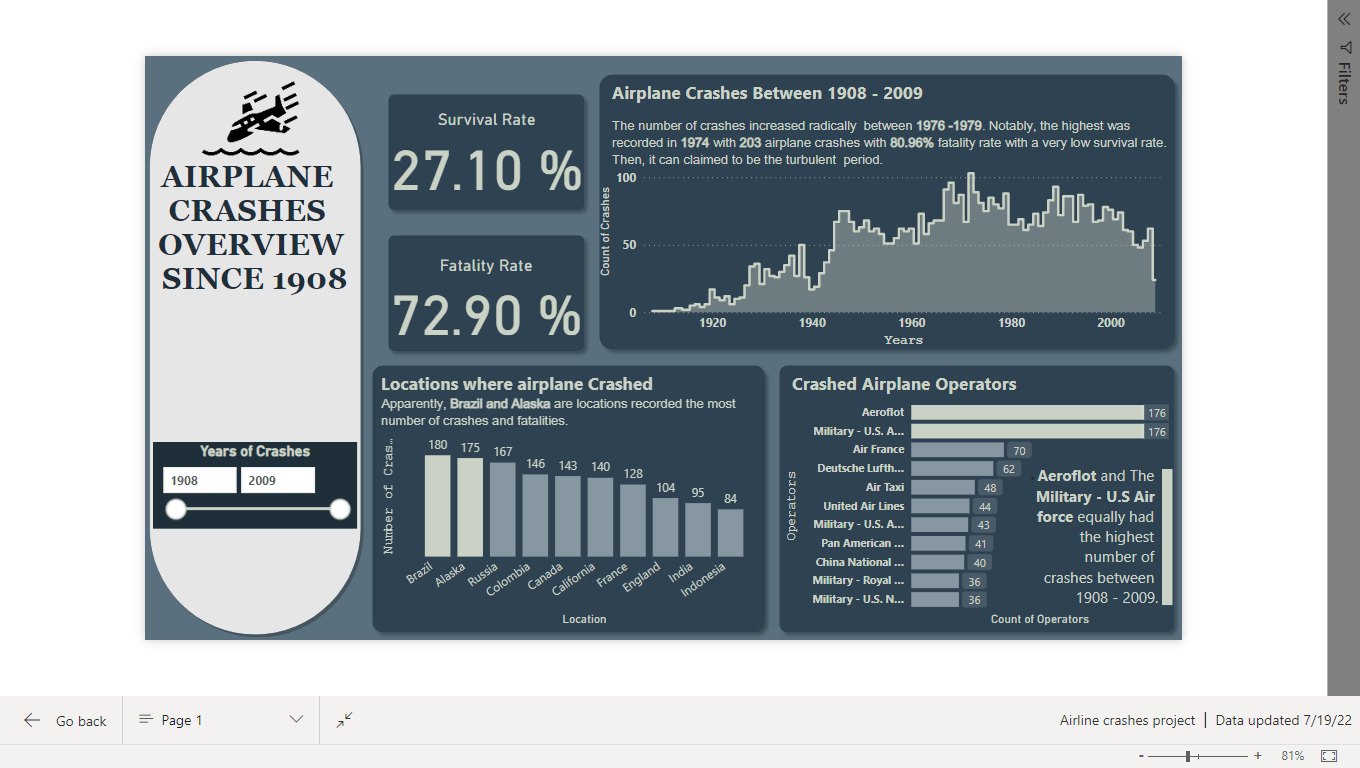 Filters
AIRPLANE
CRASHES
OVERVIEW
SINCE 1908
Years of Crashes
1908
2009
Survival Rate
27.10 %
Fatality Rate
72.90 %
Airplane Crashes Between 1908 - 2009
The number of crashes increased radically between 1976 -1979. Notably, the highest was
recorded in 1974 with 203 airplane crashes with 80.96% fatality rate with a very low survival rate.
Then, it can claimed to be the turbulent period.
Count of Crashes
100
50
0
1920
1940
1960
1980
2000
Years
Locations where airplane Crashed
Apparently, Brazil and Alaska are locations recorded the most
number of crashes and fatalities.
Number of Cras...
180
175
167
146
143
140
128
104
95
84
Brazil
Alaska
Russia
Colombia
Canada
California
France
England
India
Indonesia
Location
Crashed Airplane Operators
Operators
Aeroflot 176
Military - U.S. A... 176
Air France 70
Deutsche Lufth... 62
Air Taxi 48
United Air Lines 44
Military - U.S. A... 43
Pan American ... 41
China National ... 40
Military - Royal ... 36
Military - U.S. N... 36
Count of Operators
Aeroflot and The
Military - U.S Air
force equally had
the highest
number of
crashes between
1908 - 2009.
Go back
Page 1
Airline crashes project | Data updated 7/19/22
- + 81%